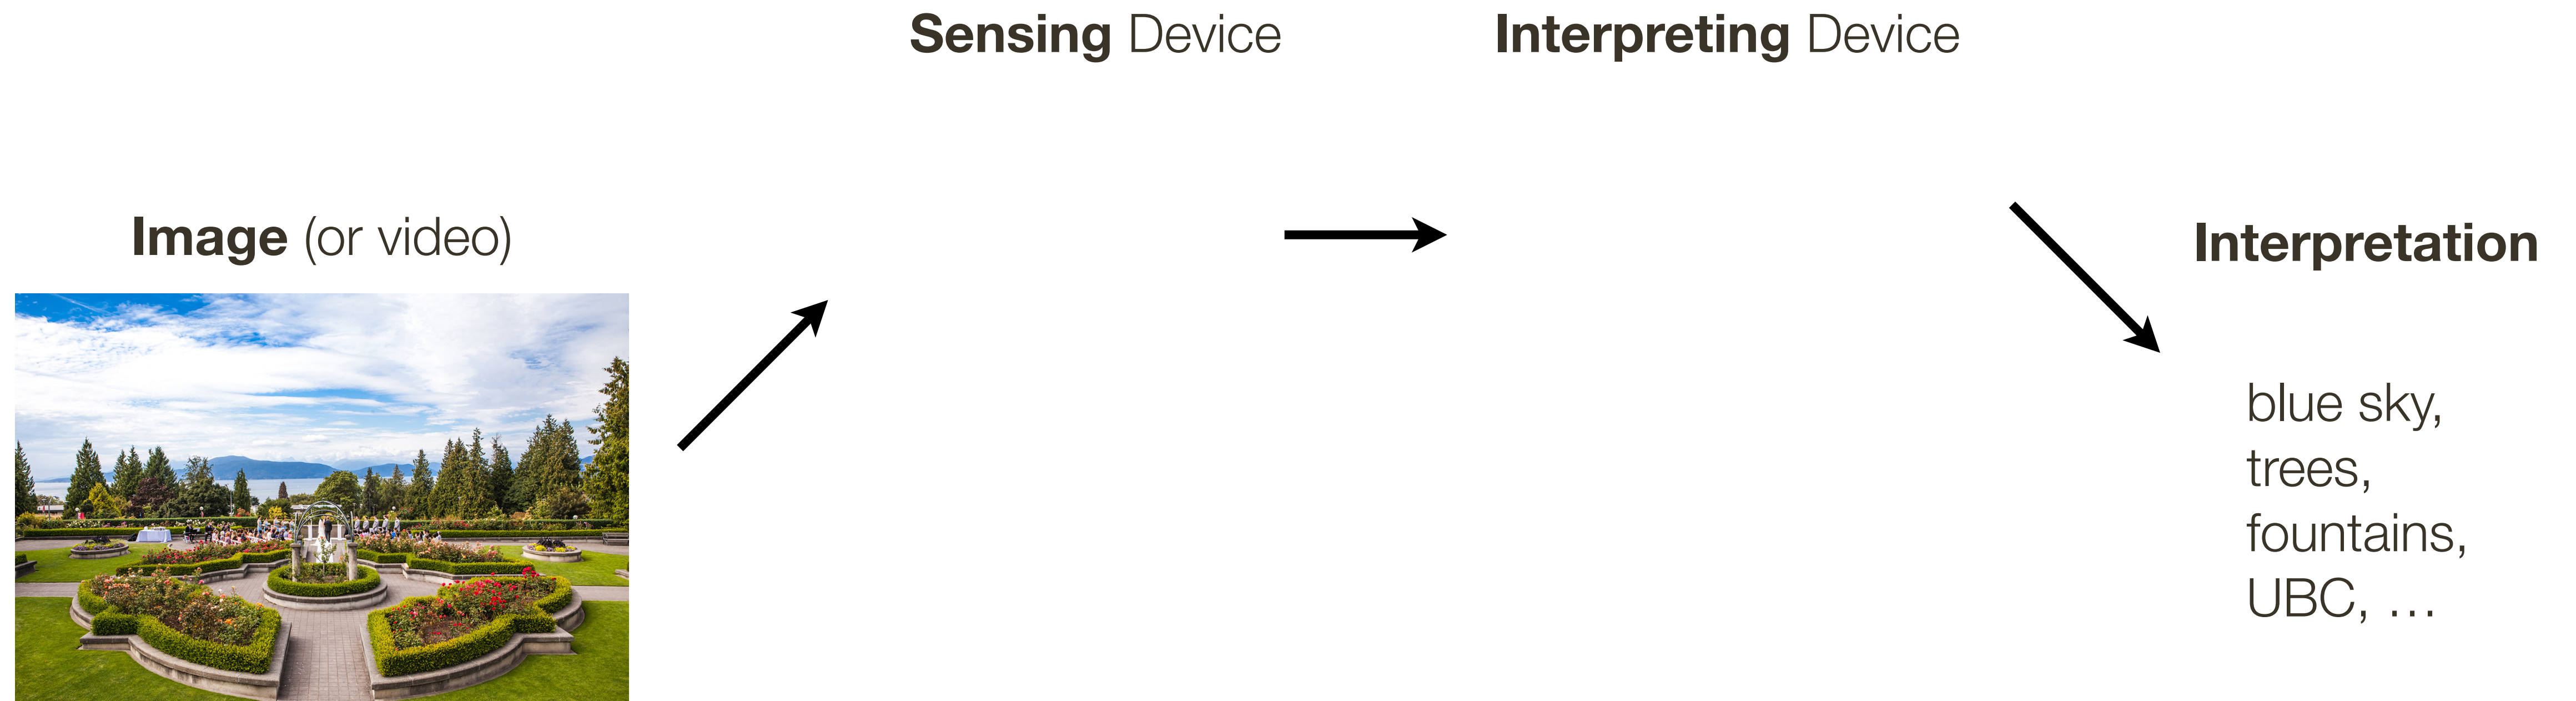 Sensing Device
Interpreting Device
Image (or video)
Interpretation
blue sky,
trees,
fountains,
UBC, …